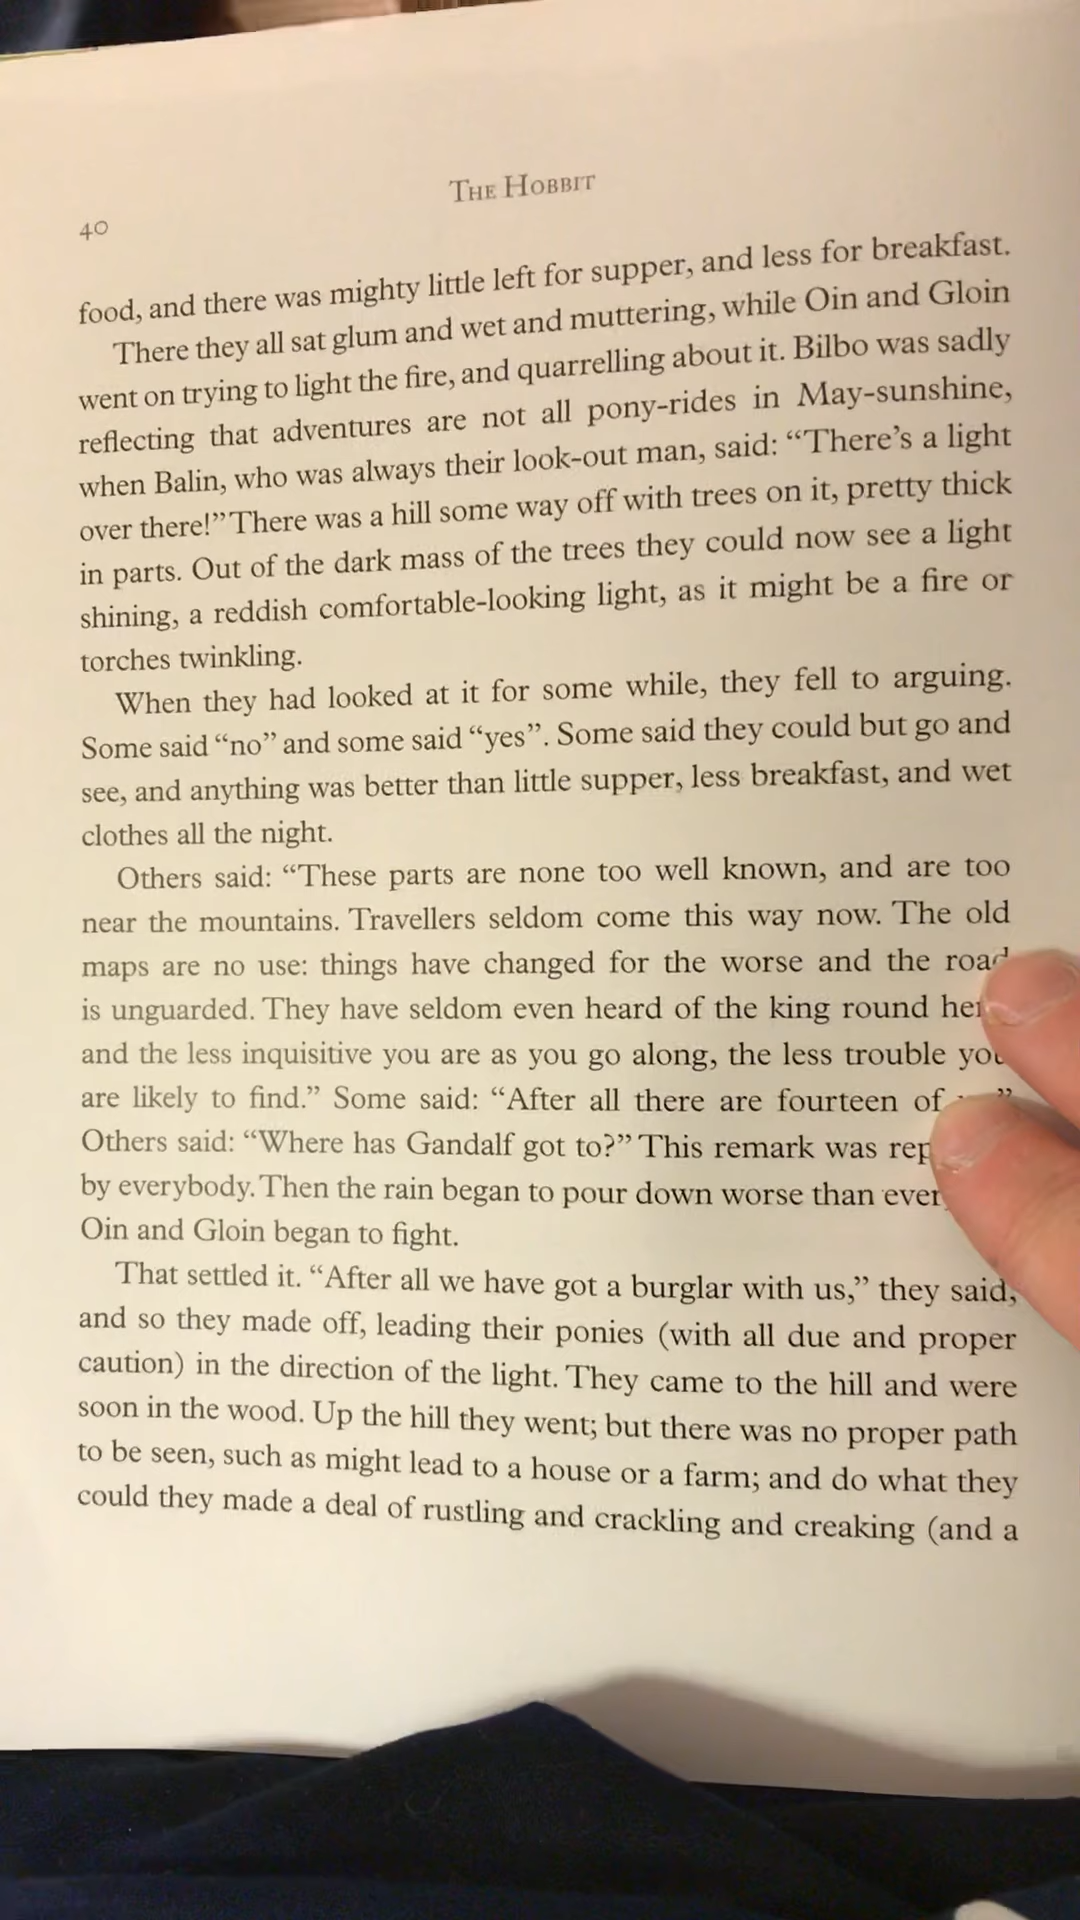 The Hobbit
40
food, and there was mighty little left for supper, and less for breakfast.
There they all sat glum and wet and muttering, while Oin and Gloin
went on trying to light the fire, and quarrelling about it. Bilbo was sadly
reflecting that adventures are not all pony-rides in May-sunshine,
when Balin, who was always their look-out man, said: “There’s a light
over there!” There was a hill some way off with trees on it, pretty thick
in parts. Out of the dark mass of the trees they could now see a light
shining, a reddish comfortable-looking light, as it might be a fire or
torches twinkling.
When they had looked at it for some while, they fell to arguing.
Some said “no” and some said “yes”. Some said they could but go and
see, and anything was better than little supper, less breakfast, and wet
clothes all the night.
Others said: “These parts are none too well known, and are too
near the mountains. Travellers seldom come this way now. The old
maps are no use: things have changed for the worse and the road
is unguarded. They have seldom even heard of the king round
and the less inquisitive you are as you go along, the less trouble you
are likely to find.” Some said: “After all there are fourteen of ”
Others said: “Where has Gandalf got to?” This remark was
by everybody. Then the rain began to pour down worse than ever,
Oin and Gloin began to fight.
That settled it. “After all we have got a burglar with us,” they said,
and so they made off, leading their ponies (with all due and proper
caution) in the direction of the light. They came to the hill and were
soon in the wood. Up the hill they went; but there was no proper path
to be seen, such as might lead to a house or a farm; and do what they
could they made a deal of rustling and crackling and creaking (and a